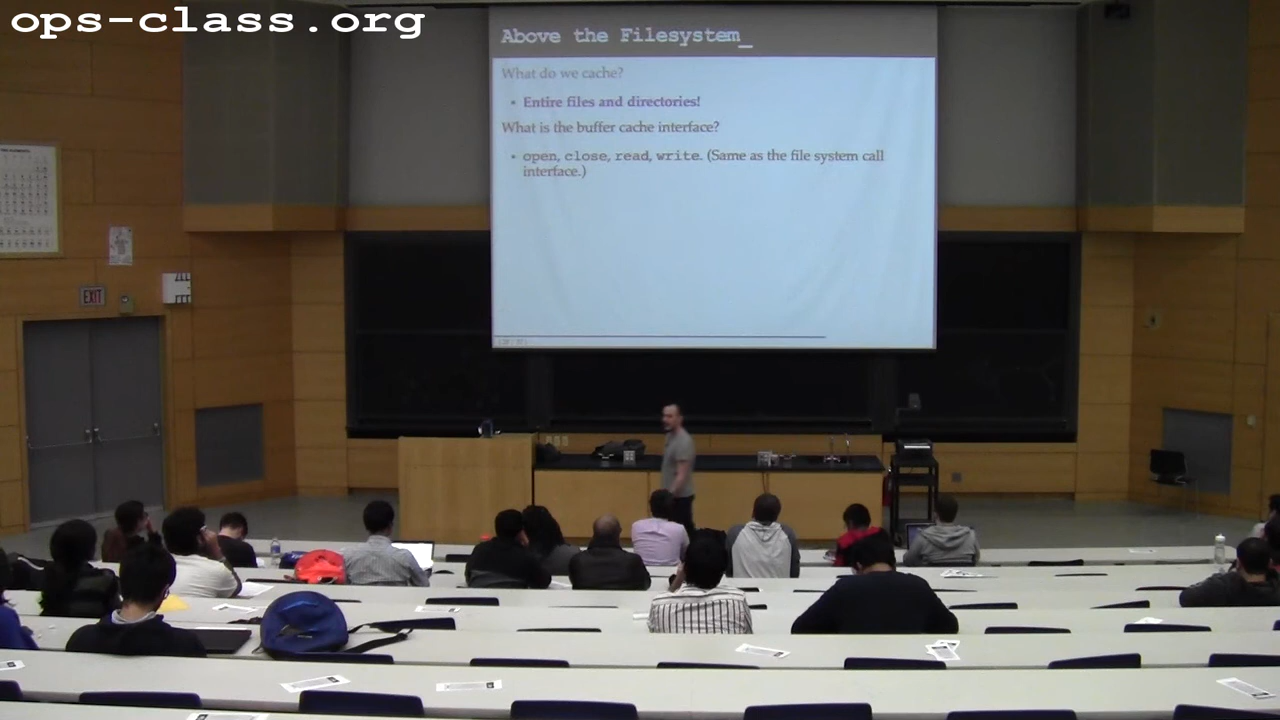 ops-class.org
Above the Filesystem_
What do we cache?
• Entire files and directories!
What is the buffer cache interface?
• open, close, read, write. (Same as the file system call
interface.)
EXIT